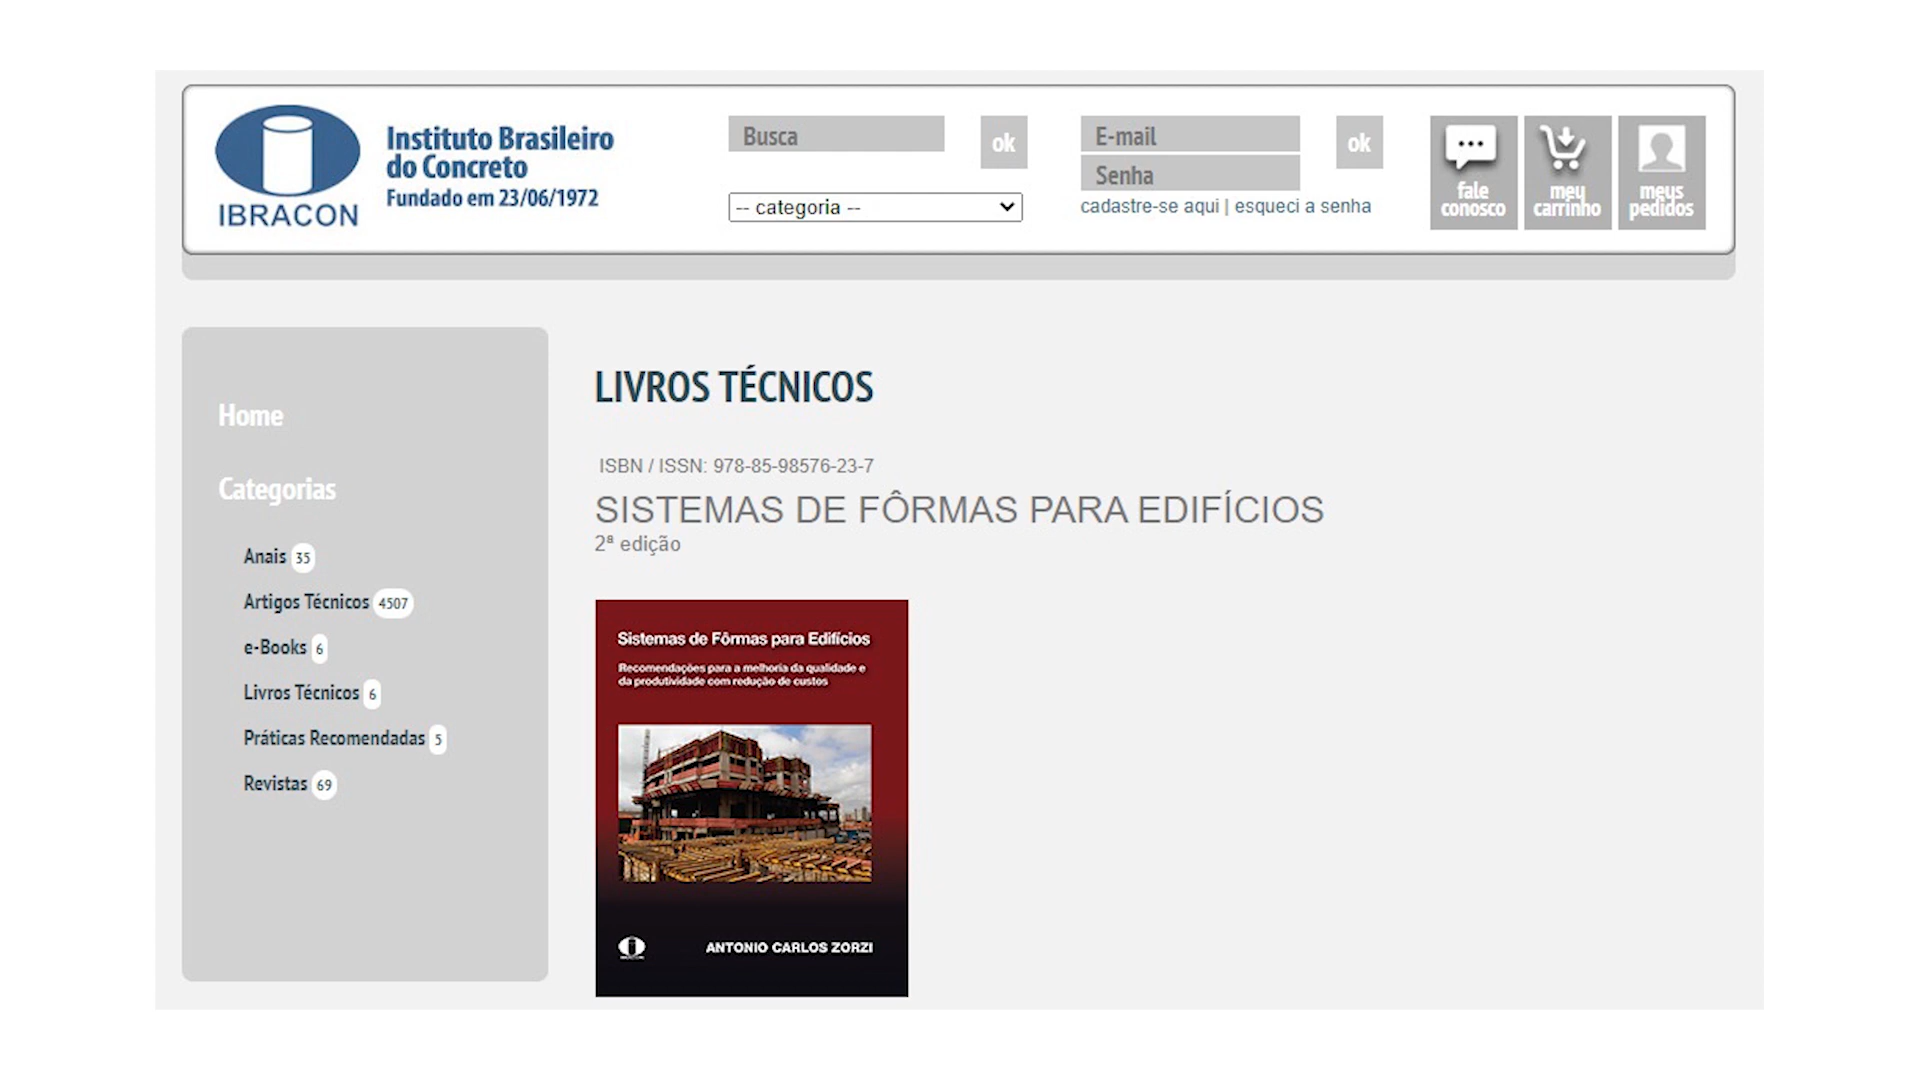 IBRACON
Instituto Brasileiro
do Concreto
Fundado em 23/06/1972
Busca
ok
-- categoria --
E-mail
Senha
ok
cadastre-se aqui | esqueci a senha
fale
conosco
meu
carrinho
meus
pedidos
Home
Categorias
Anais 35
Artigos Técnicos 4507
e-Books 6
Livros Técnicos 6
Práticas Recomendadas 5
Revistas 69
LIVROS TÉCNICOS
ISBN / ISSN: 978-85-98576-23-7
SISTEMAS DE FÔRMAS PARA EDIFÍCIOS
2ª edição
Sistemas de Fôrmas para Edifícios
Recomendações para a melhoria da qualidade e
da produtividade com redução de custos
ANTONIO CARLOS ZORZI